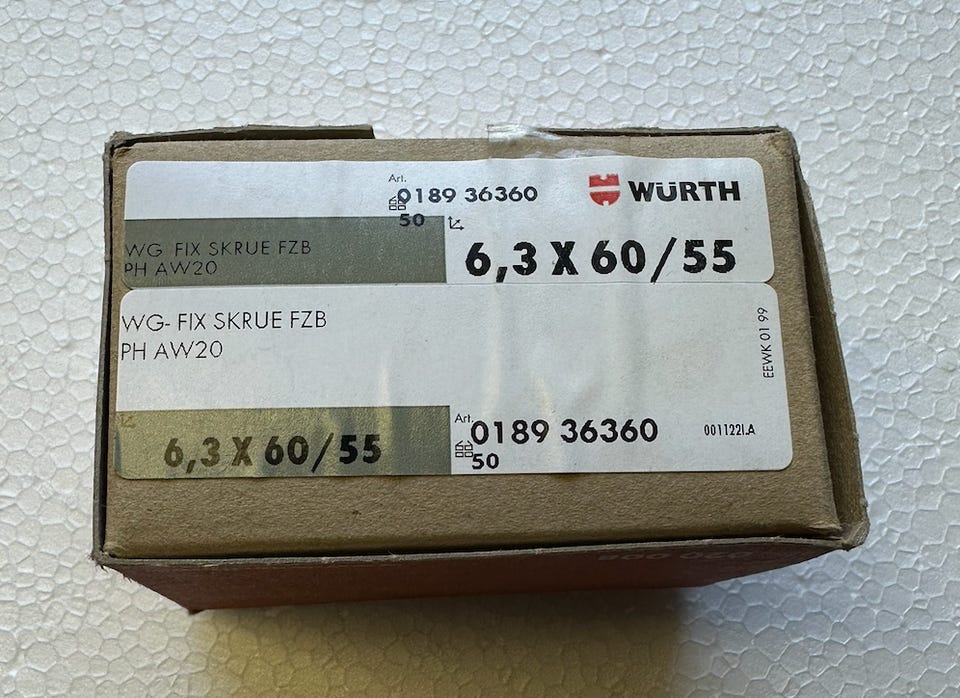 Art.
0189 36360
WÜRTH
50
WG- FIX SKRUE FZB
PH AW20
6,3 X 60/55
WG- FIX SKRUE FZB
PH AW20
EEWK 01 99
6,3 X 60/55
Art.
0189 36360
001122I.A
50